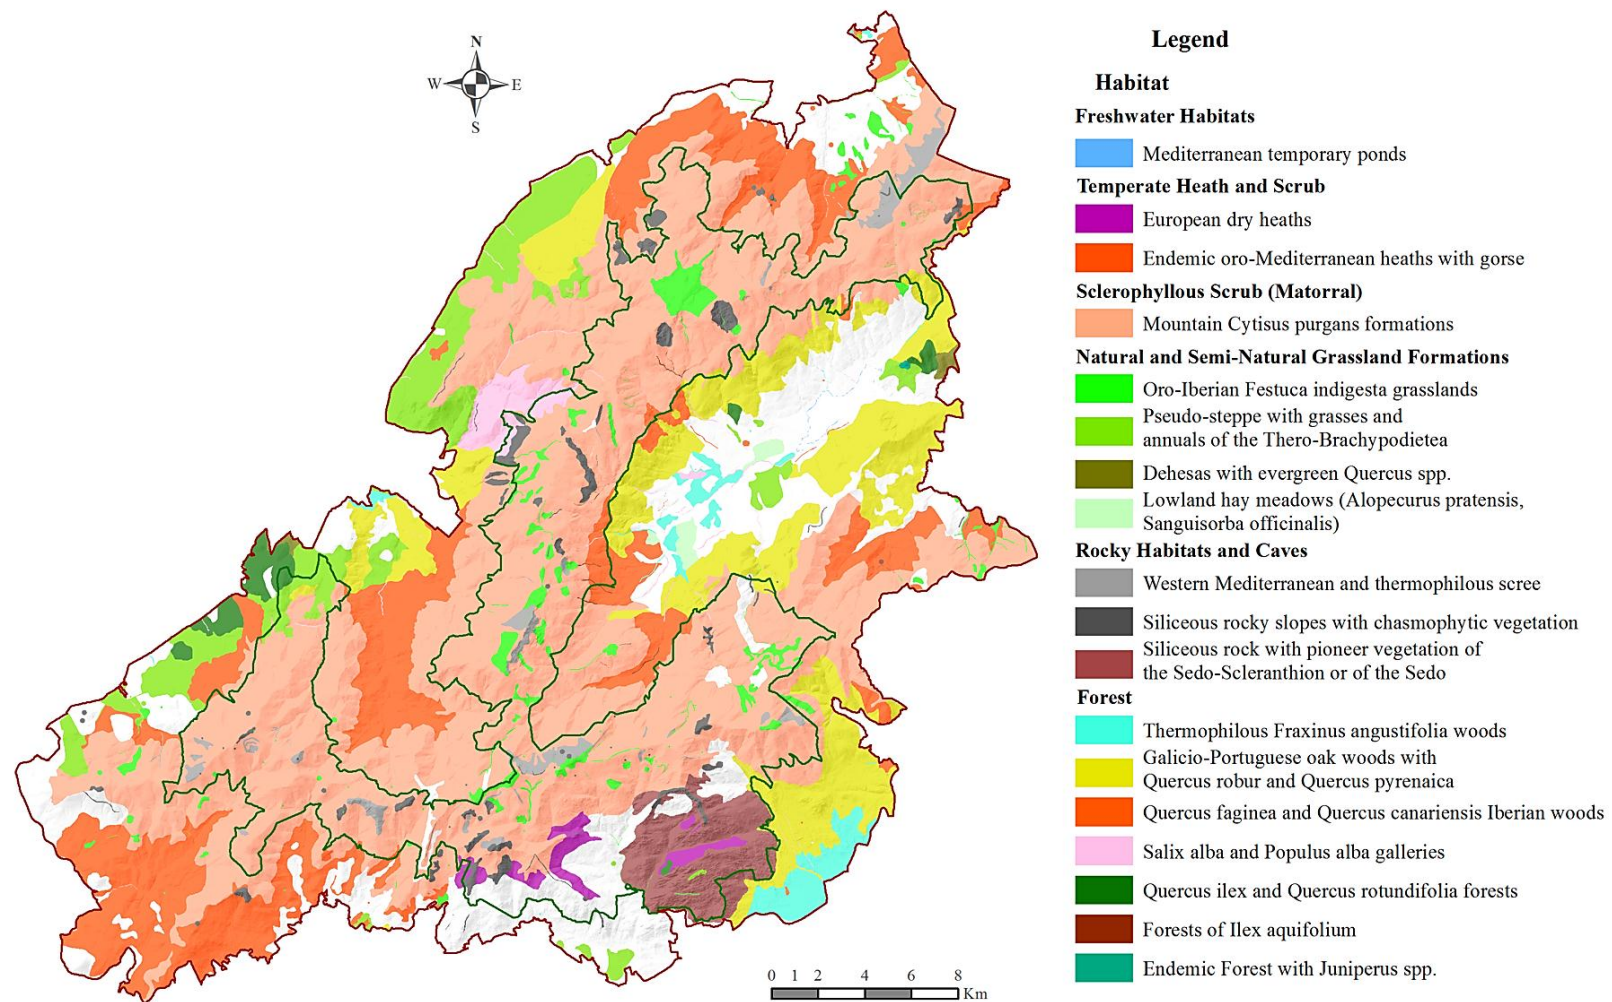 N
W
E
S
Legend
Habitat
Freshwater Habitats
Mediterranean temporary ponds
Temperate Heath and Scrub
European dry heaths
Endemic oro-Mediterranean heaths with gorse
Sclerophyllous Scrub (Matorral)
Mountain Cytisus purgans formations
Natural and Semi-Natural Grassland Formations
Oro-Iberian Festuca indigesta grasslands
Pseudo-steppe with grasses and
annuals of the Thero-Brachypodietea
Dehesas with evergreen Quercus spp.
Lowland hay meadows (Alopecurus pratensis,
Sanguisorba officinalis)
Rocky Habitats and Caves
Western Mediterranean and thermophilous scree
Siliceous rocky slopes with chasmophytic vegetation
Siliceous rock with pioneer vegetation of
the Sedo-Scleranthion or of the Sedo
Forest
Thermophilous Fraxinus angustifolia woods
Galicio-Portuguese oak woods with
Quercus robur and Quercus pyrenaica
Quercus faginea and Quercus canariensis Iberian woods
Salix alba and Populus alba galleries
Quercus ilex and Quercus rotundifolia forests
Forests of Ilex aquifolium
Endemic Forest with Juniperus spp.
0 1 2 4 6 8
Km